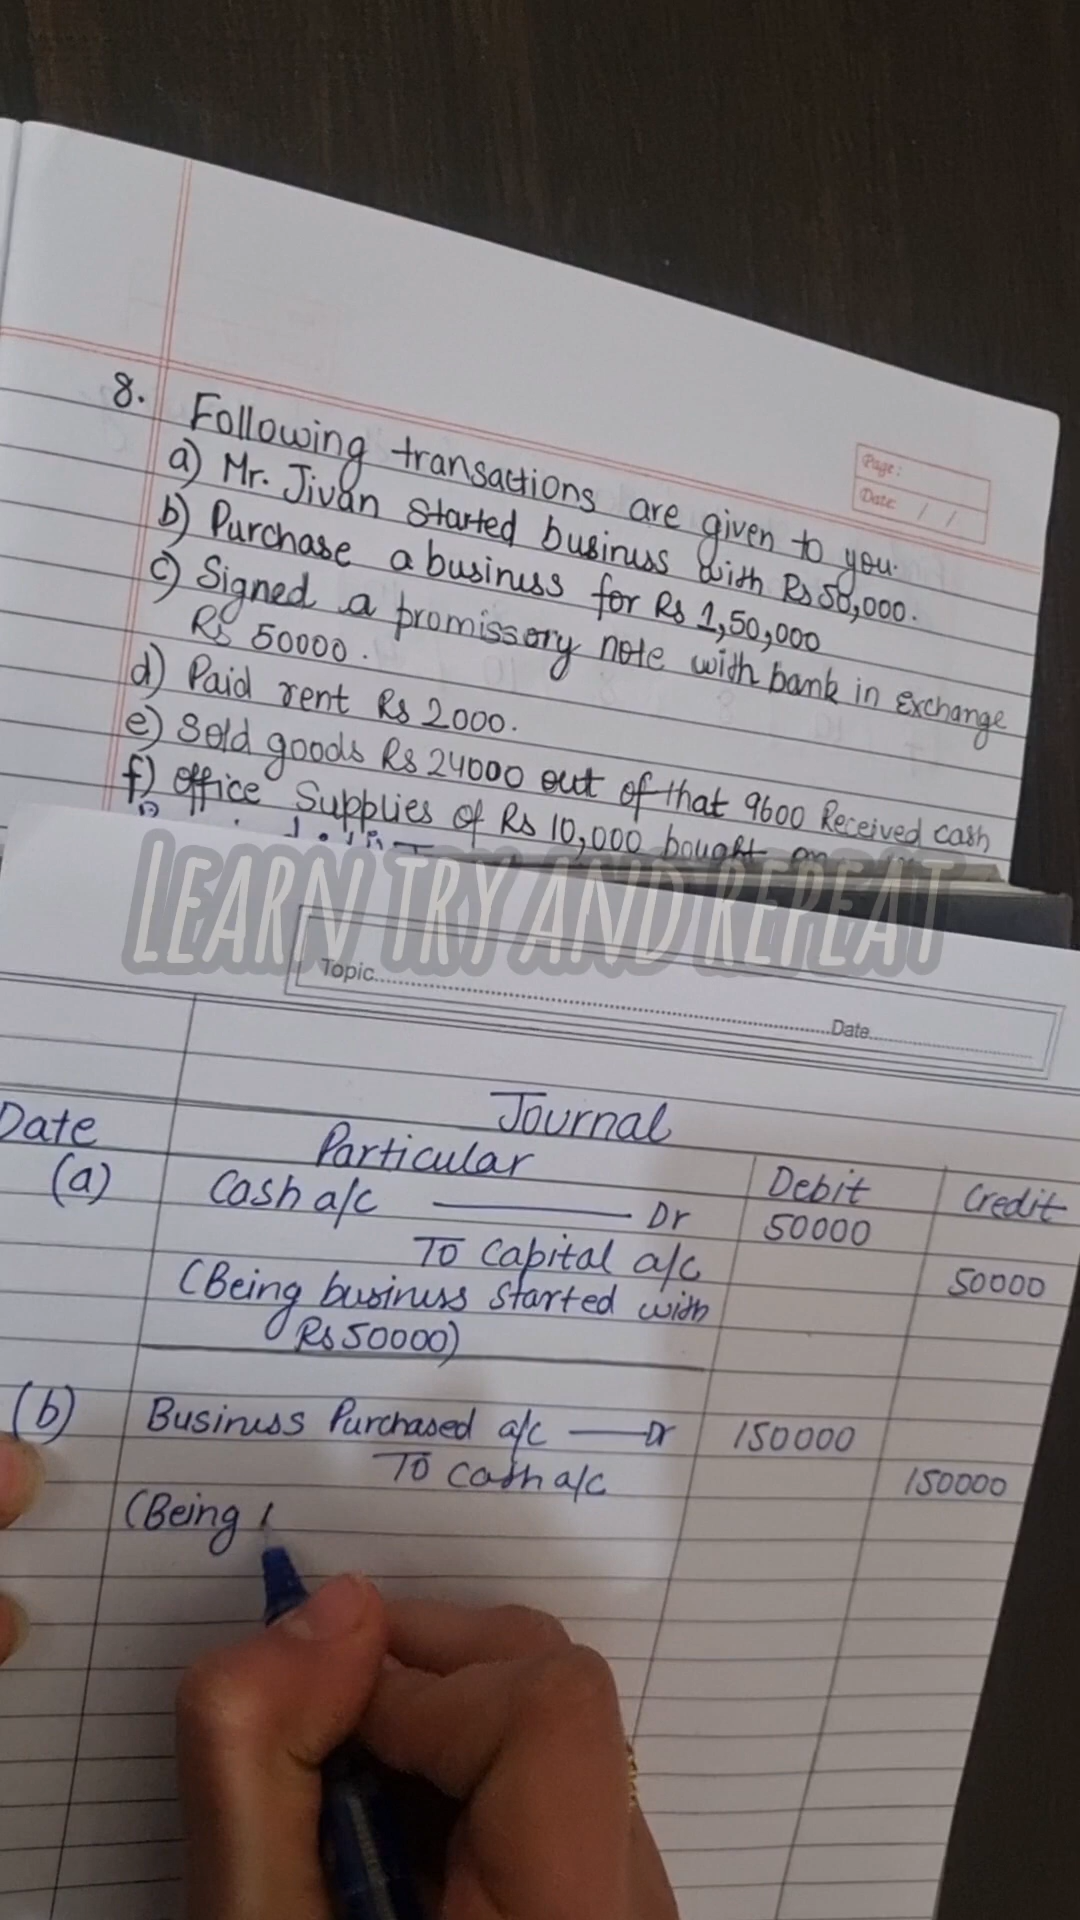 8. Following transactions are given to you.
a) Mr. Jivan started business with Rs 50,000.
b) Purchase a business for Rs 1,50,000
c) Signed a promissory note with bank in exchange
Rs 50000.
d) Paid rent Rs 2000.
e) Sold goods Rs 24000 out of that 9600 Received cash
f) office Supplies of Rs 10,000 bought on
LEARN TRY AND REPEAT
Topic
Date
Page:
Date / /
Journal
Date Particular Debit Credit
(a) Cash a/c Dr 50000
To Capital a/c 50000
(Being business started with
Rs 50000)
(b) Business Purchased a/c Dr 150000
To cash a/c 150000
(Being